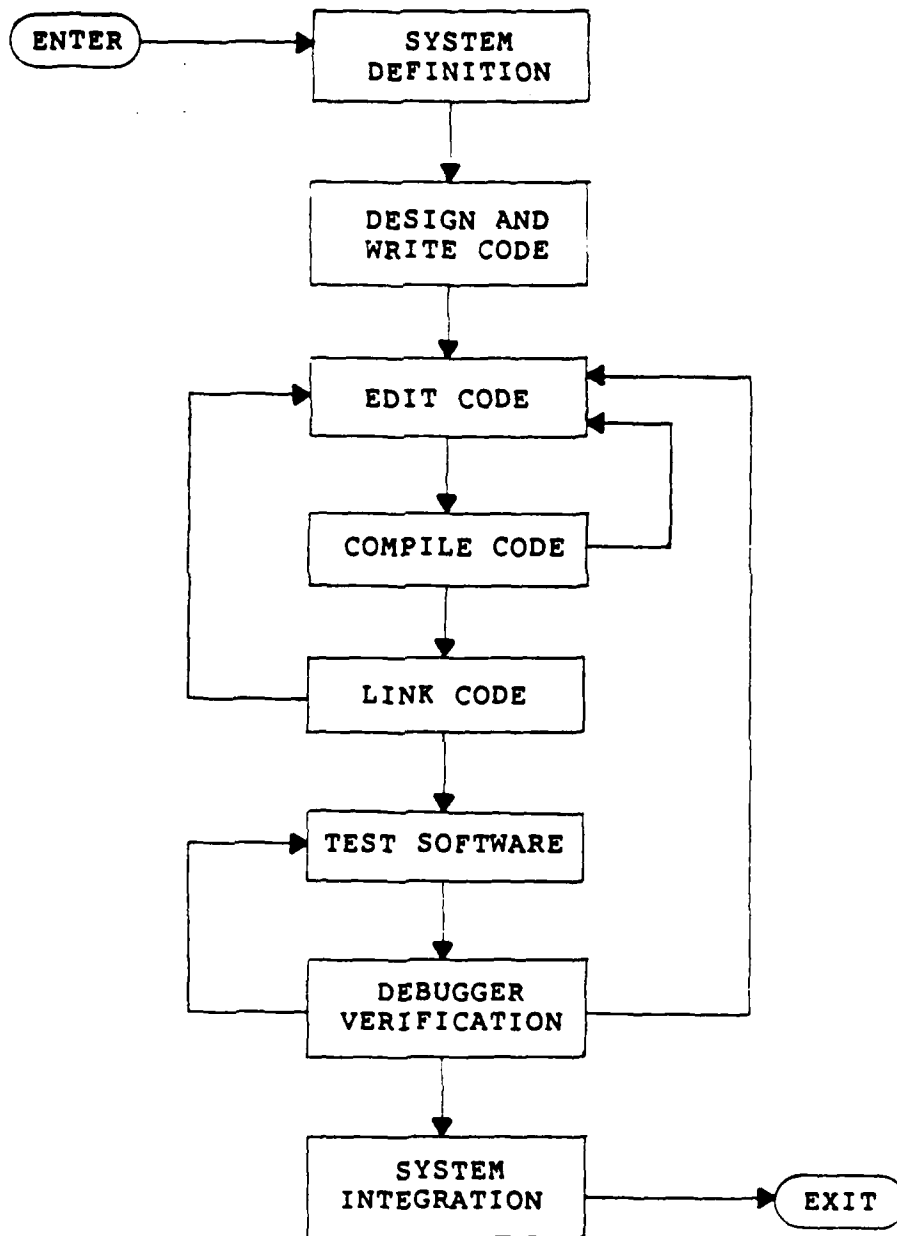 ENTER
SYSTEM
DEFINITION
DESIGN AND
WRITE CODE
EDIT CODE
COMPILE CODE
LINK CODE
TEST SOFTWARE
DEBUGGER
VERIFICATION
SYSTEM
INTEGRATION
EXIT